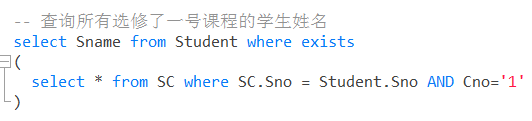 -- 查询所有选修了一号课程的学生姓名
select Sname from Student where exists
(
select * from SC where SC.Sno = Student.Sno AND Cno='1'
)